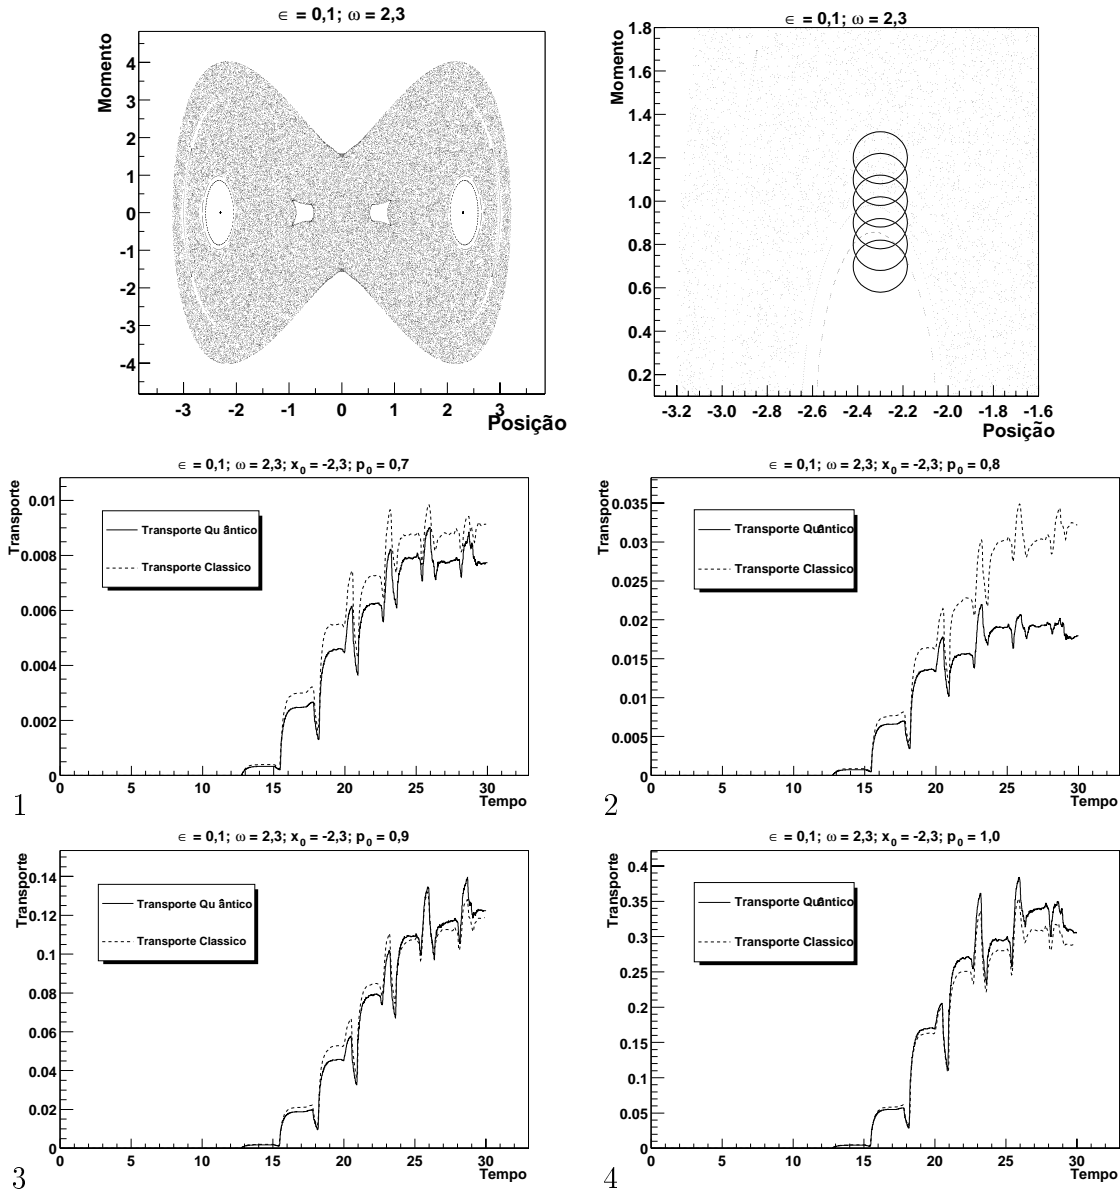 ∈ = 0,1; ω = 2,3
Momento
4
3
2
1
0
-1
-2
-3
-4
-3 -2 -1 0 1 2 3
Posição
∈ = 0,1; ω = 2,3
Momento
1.8
1.6
1.4
1.2
1.0
0.8
0.6
0.4
0.2
-3.2 -3.0 -2.8 -2.6 -2.4 -2.2 -2.0 -1.8 -1.6
Posição
∈ = 0,1; ω = 2,3; x0 = -2,3; p0 = 0,7
Transporte
0.01
0.008
0.006
0.004
0.002
0
Transporte Quântico
Transporte Classico
0 5 10 15 20 25 30
Tempo
1
∈ = 0,1; ω = 2,3; x0 = -2,3; p0 = 0,8
Transporte
0.035
0.03
0.025
0.02
0.015
0.01
0.005
0
Transporte Quântico
Transporte Classico
0 5 10 15 20 25 30
Tempo
2
∈ = 0,1; ω = 2,3; x0 = -2,3; p0 = 0,9
Transporte
0.14
0.12
0.1
0.08
0.06
0.04
0.02
0
Transporte Quântico
Transporte Classico
0 5 10 15 20 25 30
Tempo
3
∈ = 0,1; ω = 2,3; x0 = -2,3; p0 = 1,0
Transporte
0.4
0.35
0.3
0.25
0.2
0.15
0.1
0.05
0
Transporte Quântico
Transporte Classico
0 5 10 15 20 25 30
Tempo
4